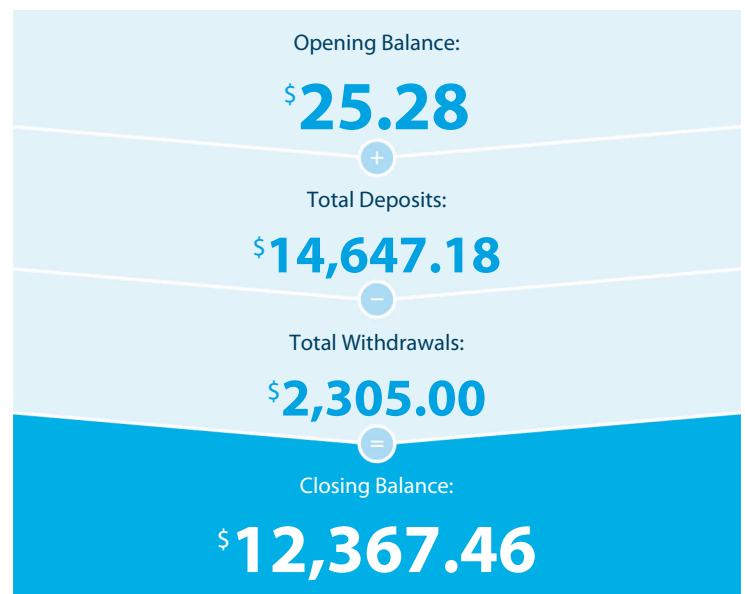 Opening Balance:
$25.28
+
Total Deposits:
$14,647.18
−
Total Withdrawals:
$2,305.00
=
Closing Balance:
$12,367.46